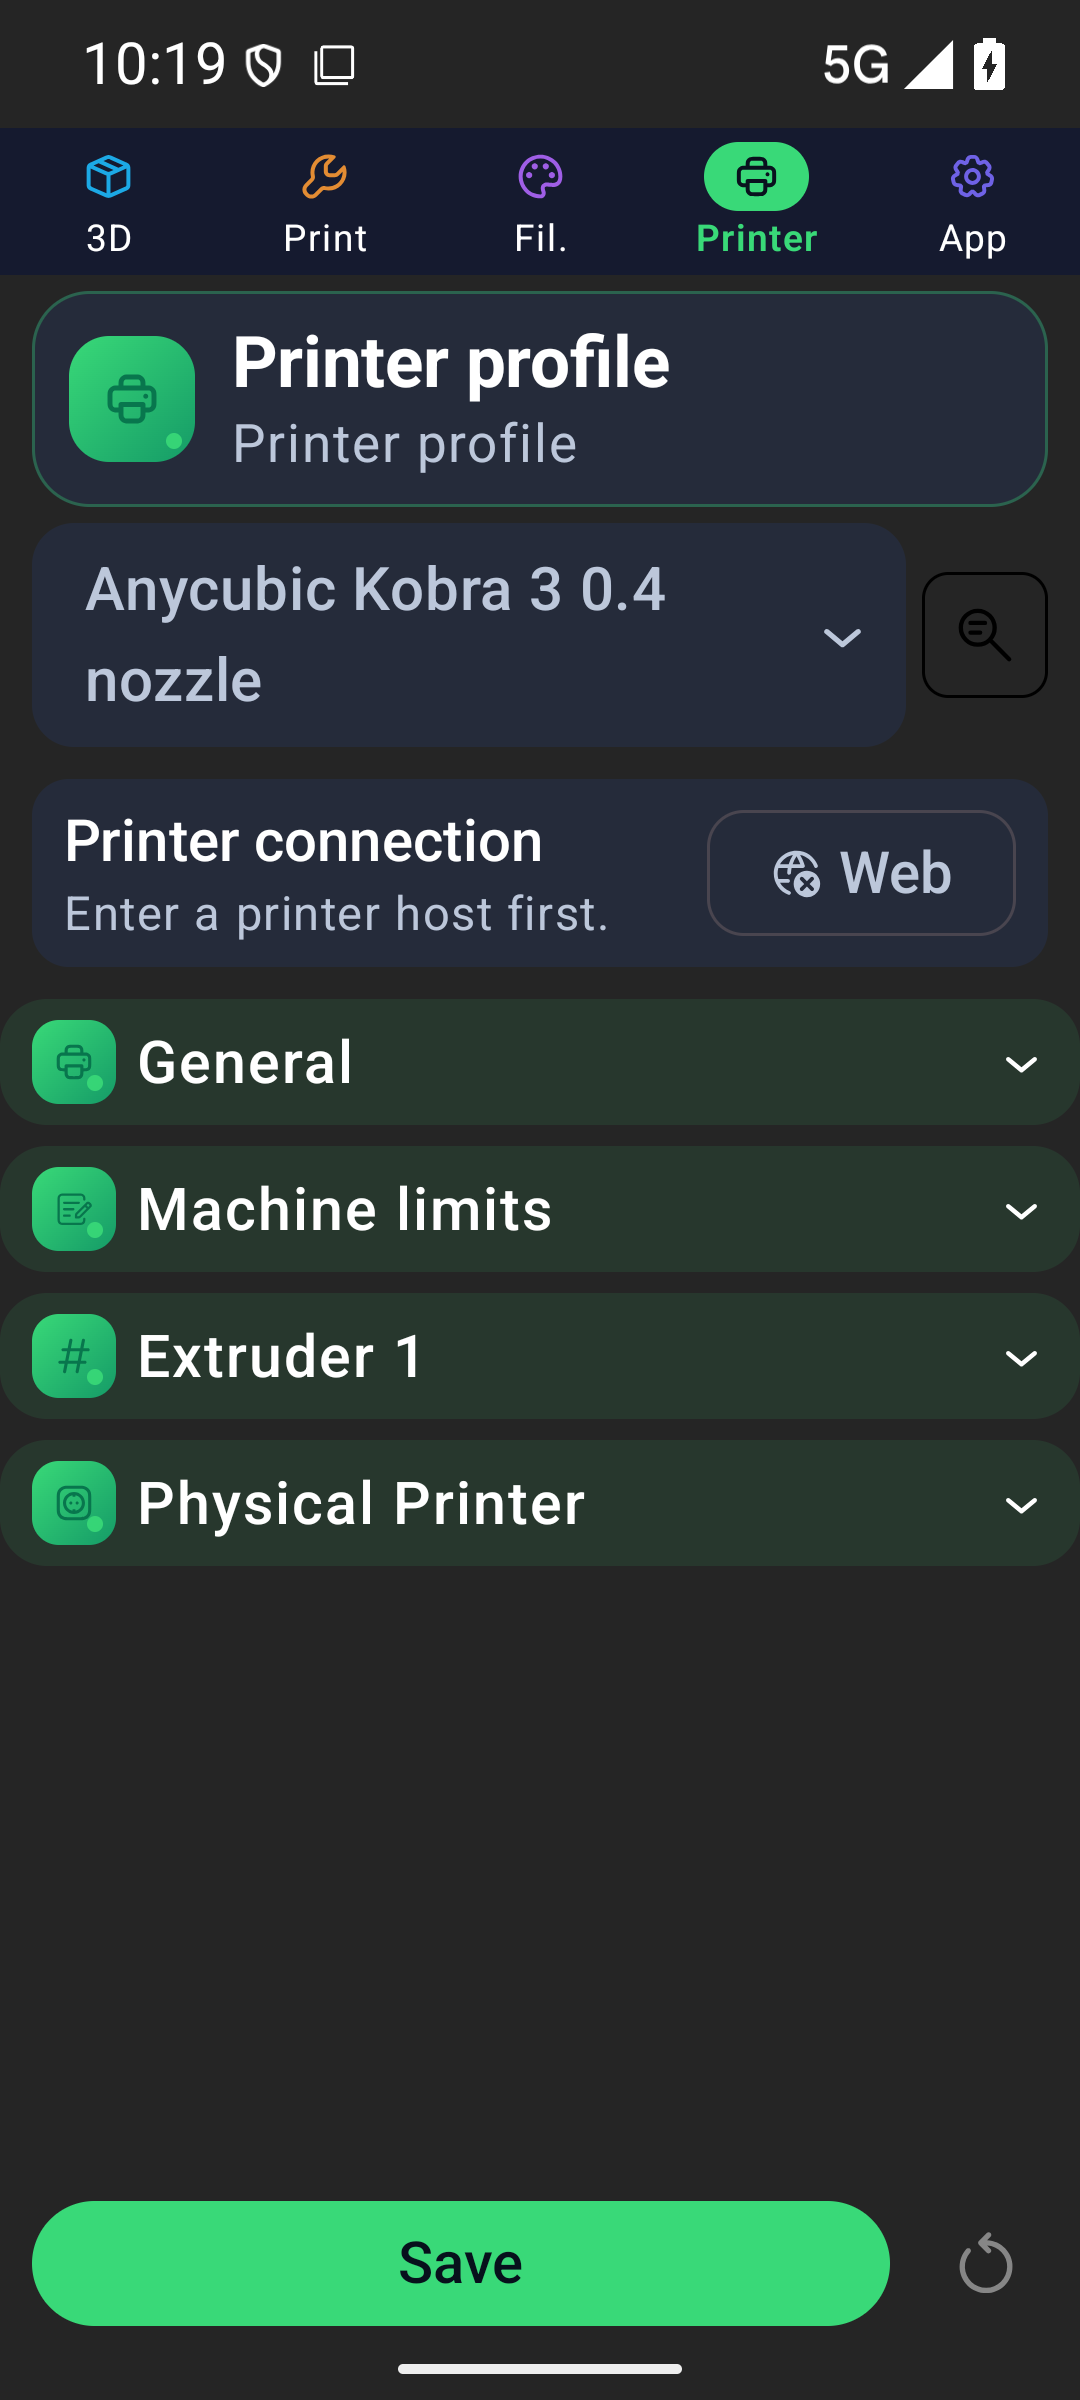 10:19
5G
3D
Print
Fil.
Printer
App
Printer profile
Printer profile
Anycubic Kobra 3 0.4
nozzle
Printer connection
Enter a printer host first.
Web
General
Machine limits
Extruder 1
Physical Printer
Save